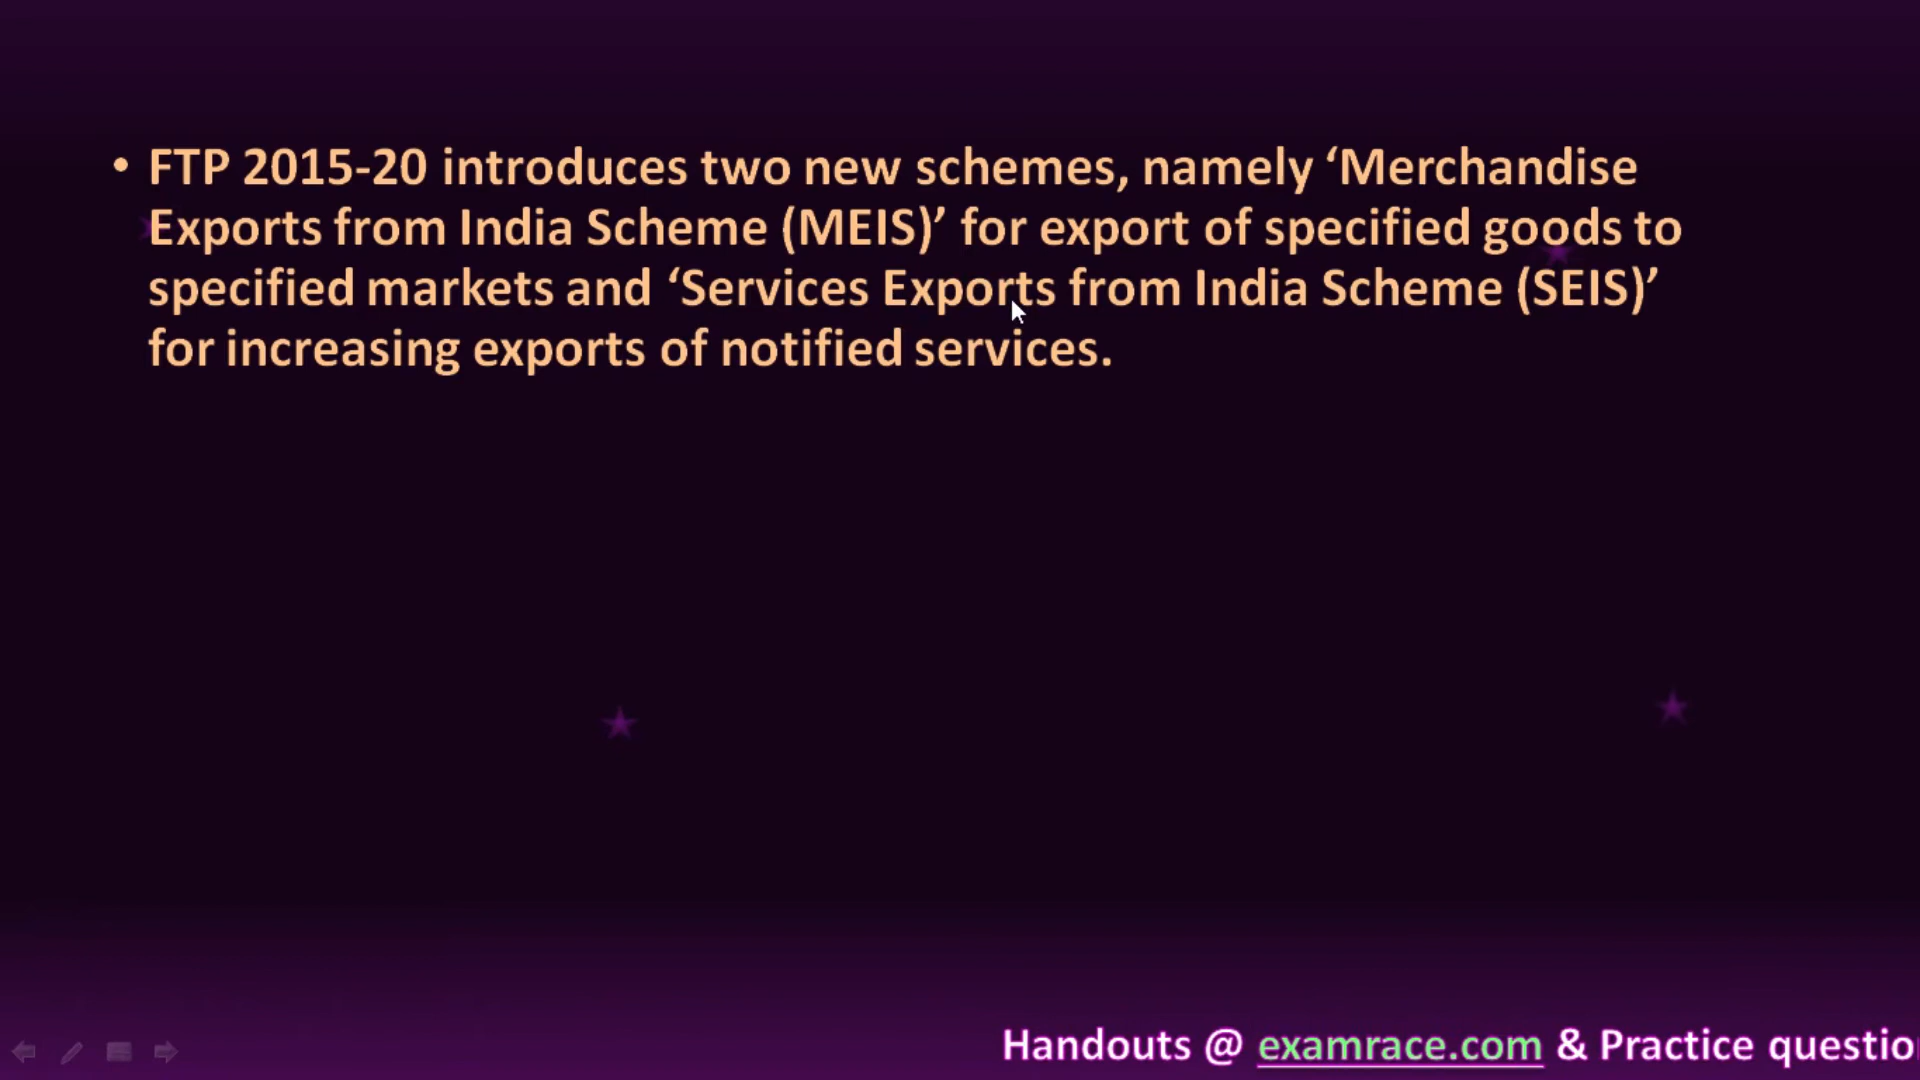 • FTP 2015-20 introduces two new schemes, namely ‘Merchandise
Exports from India Scheme (MEIS)’ for export of specified goods to
specified markets and ‘Services Exports from India Scheme (SEIS)’
for increasing exports of notified services.
Handouts @ examrace.com & Practice questio